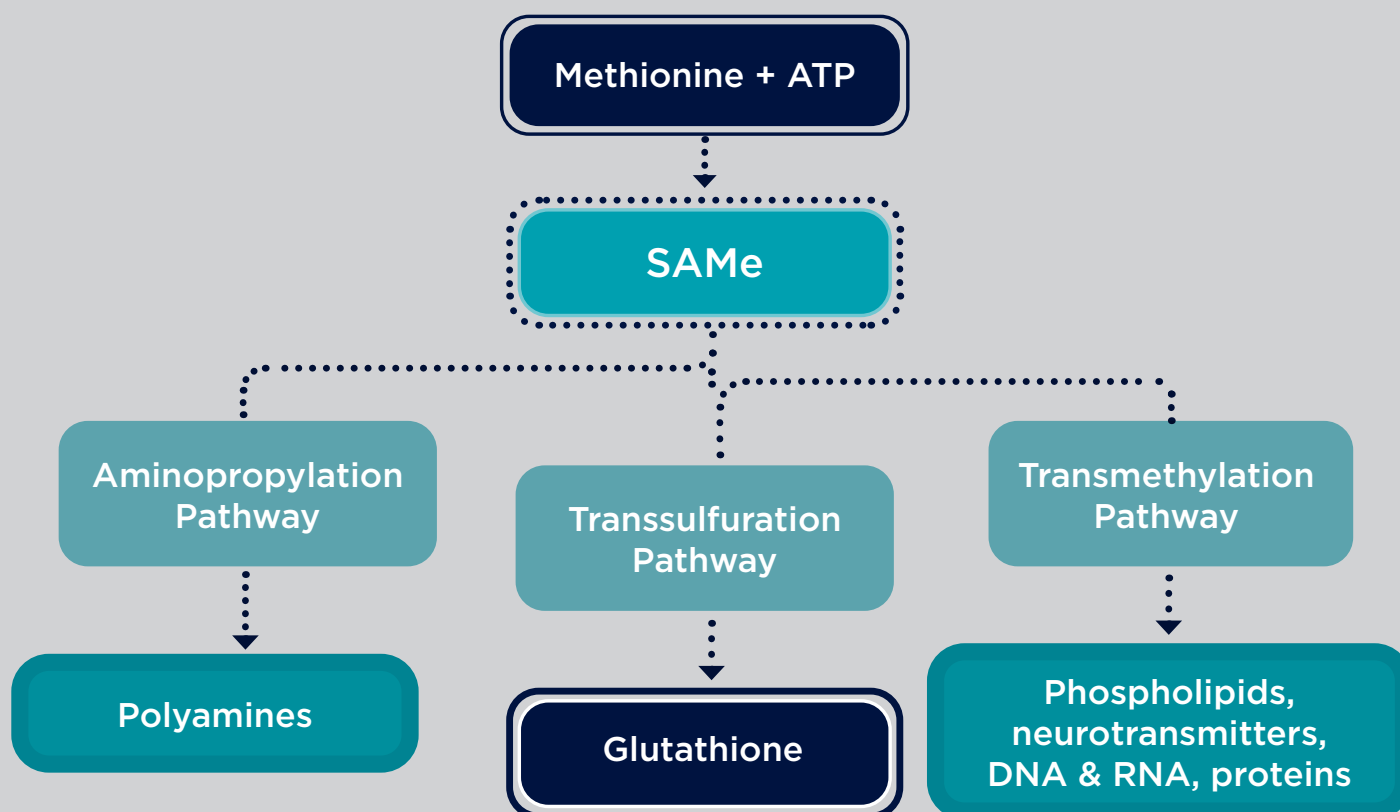 Methionine + ATP
SAMe
Aminopropylation
Pathway
Transsulfuration
Pathway
Transmethylation
Pathway
Polyamines
Glutathione
Phospholipids,
neurotransmitters,
DNA & RNA, proteins